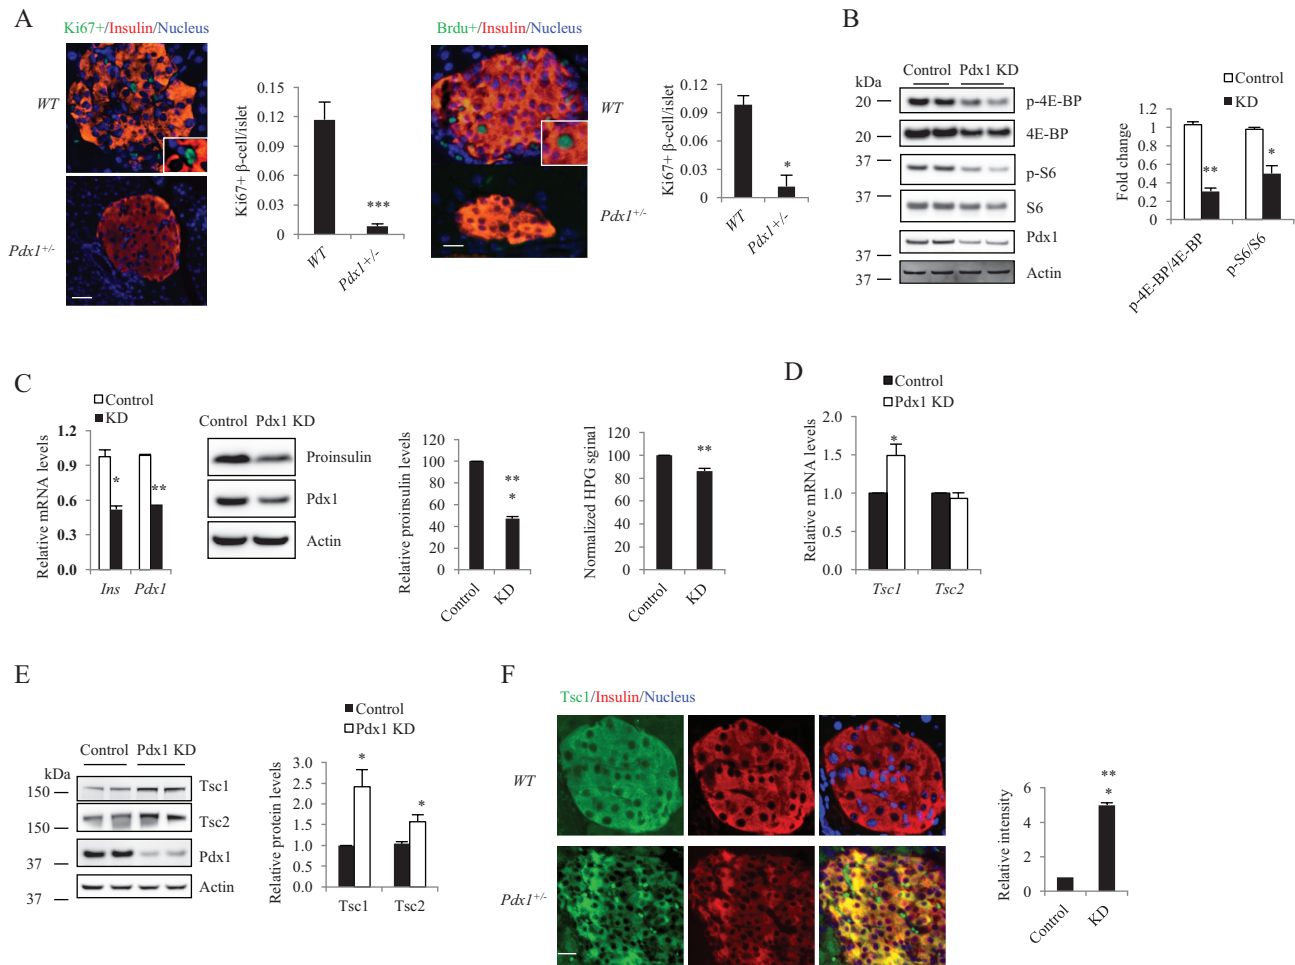 A
Ki67+/Insulin/Nucleus
WT
Pdx1+/-
Ki67+ β-cell/islet
0.15
0.12
0.09
0.06
0.03
0
***
WT
Pdx1+/-
Brdu+/Insulin/Nucleus
WT
Pdx1+/-
Ki67+ β-cell/islet
0.12
0.09
0.06
0.03
0
*
WT
Pdx1+/-
B
Control Pdx1 KD
kDa
20
p-4E-BP
20
4E-BP
37
p-S6
37
S6
Pdx1
37
37
Actin
Control
KD
Fold change
1.2
1
0.8
0.6
0.4
0.2
0
**
*
p-4E-BP/4E-BP
p-S6/S6
C
Control
KD
Relative mRNA levels
1.2
0.9
0.6
0.3
0.0
*
**
Ins Pdx1
Control Pdx1 KD
Proinsulin
Pdx1
Actin
Relative proinsulin levels
120
100
80
60
40
20
0
**
*
Control
KD
Normalized HPG sginal
120
100
80
60
40
20
0
**
Control
KD
D
Control
Pdx1 KD
Relative mRNA levels
2.0
1.5
1.0
0.5
0.0
*
Tsc1 Tsc2
E
Control Pdx1 KD
kDa
150
Tsc1
150
Tsc2
37
Pdx1
37
Actin
Control
Pdx1 KD
Relative protein levels
3.0
2.5
2.0
1.5
1.0
0.5
0.0
*
*
Tsc1 Tsc2
F
Tsc1/Insulin/Nucleus
WT
Pdx1+/-
Relative intensity
6
4
2
0
**
*
Control
KD